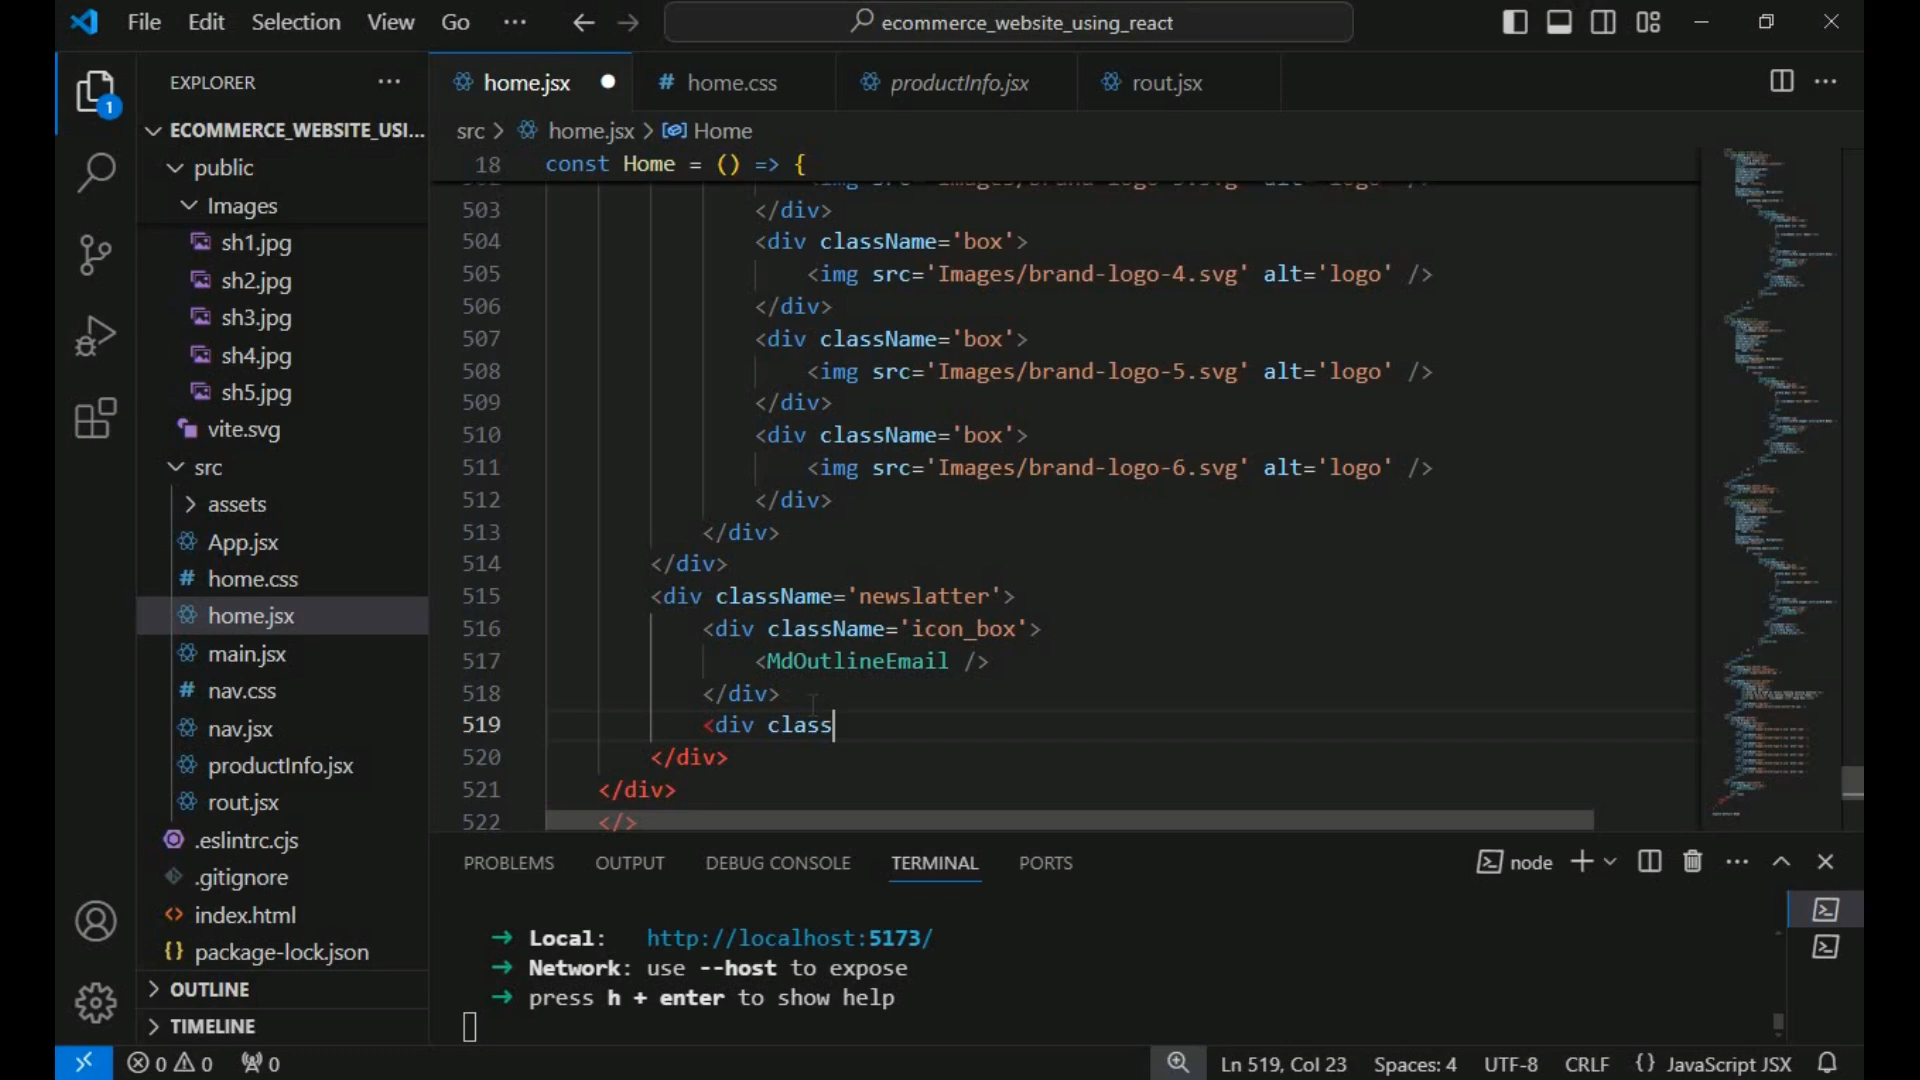 File Edit Selection View Go ··· ecommerce_website_using_react
EXPLORER ···
home.jsx home.css productInfo.jsx rout.jsx ···
ECOMMERCE_WEBSITE_USI...
public
Images
sh1.jpg
sh2.jpg
sh3.jpg
sh4.jpg
sh5.jpg
vite.svg
src
assets
App.jsx
home.css
home.jsx
main.jsx
nav.css
nav.jsx
productInfo.jsx
rout.jsx
.eslintrc.cjs
.gitignore
index.html
package-lock.json
OUTLINE
TIMELINE
1
src > home.jsx > Home
18 const Home = () => {
503 </div>
504 <div className='box'>
505 <img src='Images/brand-logo-4.svg' alt='logo' />
506 </div>
507 <div className='box'>
508 <img src='Images/brand-logo-5.svg' alt='logo' />
509 </div>
510 <div className='box'>
511 <img src='Images/brand-logo-6.svg' alt='logo' />
512 </div>
513 </div>
514 </div>
515 <div className='newslatter'>
516 <div className='icon_box'>
517 <MdOutlineEmail />
518 </div>
519 <div class
520 </div>
521 </div>
522 </>
PROBLEMS OUTPUT DEBUG CONSOLE TERMINAL PORTS node ···
→ Local: http://localhost:5173/
→ Network: use --host to expose
→ press h + enter to show help
0 0 0 Ln 519, Col 23 Spaces: 4 UTF-8 CRLF {} JavaScript JSX